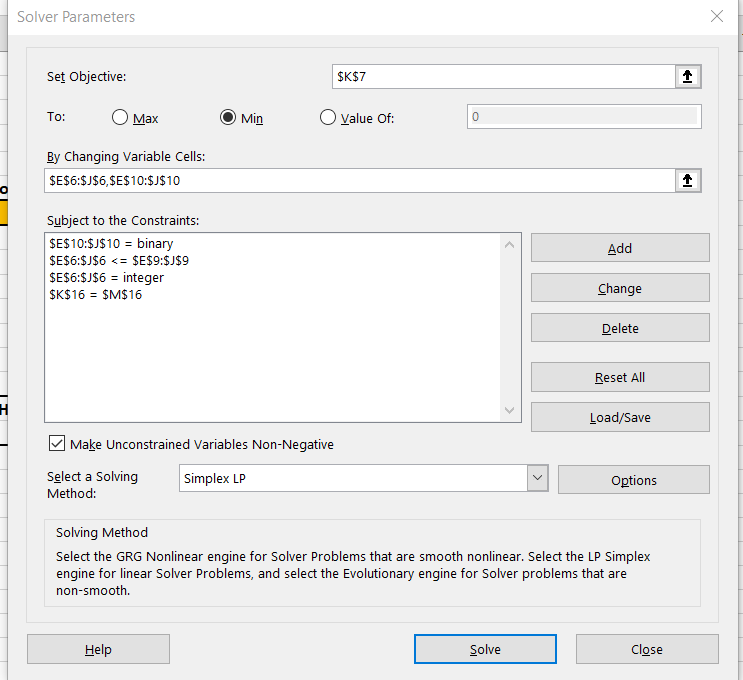 Solver Parameters
Set Objective:
$K$7
To:
Max
Min
Value Of:
0
By Changing Variable Cells:
$E$6:$J$6,$E$10:$J$10
Subject to the Constraints:
$E$10:$J$10 = binary
$E$6:$J$6 <= $E$9:$J$9
$E$6:$J$6 = integer
$K$16 = $M$16
Add
Change
Delete
Reset All
Load/Save
Make Unconstrained Variables Non-Negative
Select a Solving
Method:
Simplex LP
Options
Solving Method
Select the GRG Nonlinear engine for Solver Problems that are smooth nonlinear. Select the LP Simplex
engine for linear Solver Problems, and select the Evolutionary engine for Solver problems that are
non-smooth.
Help
Solve
Close